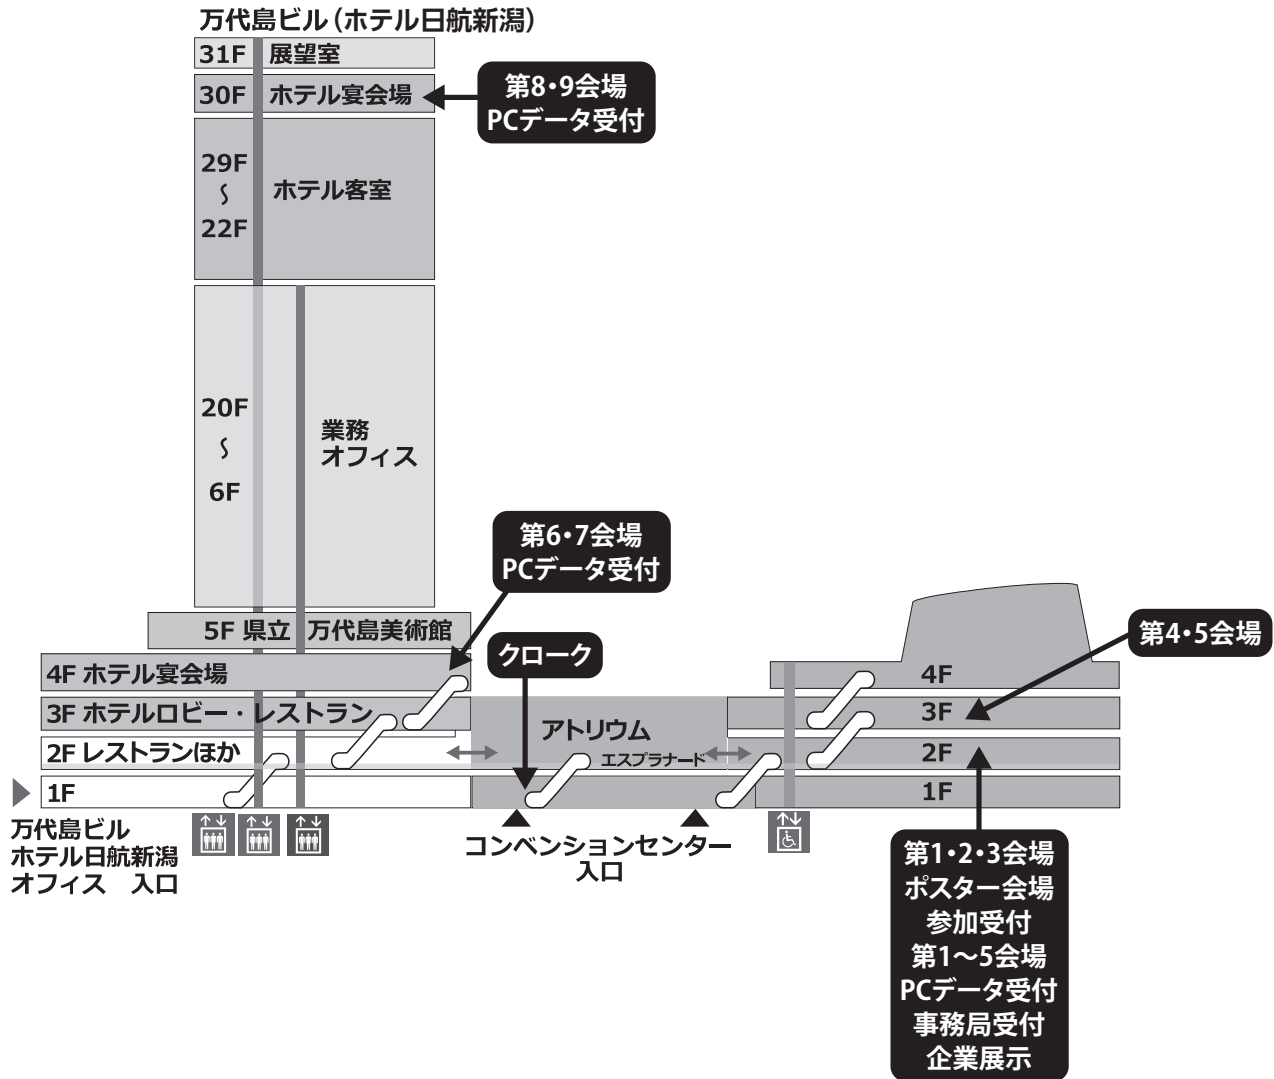 万代島ビル（ホテル日航新潟）
31F 展望室
30F ホテル宴会場
第8・9会場
PCデータ受付
29F
〜
22F
ホテル客室
20F
〜
6F
業務
オフィス
第6・7会場
PCデータ受付
5F 県立 万代島美術館
クローク
第4・5会場
4F ホテル宴会場
4F
3F ホテルロビー・レストラン
アトリウム
3F
2F レストランほか
エスプラナード
2F
1F
1F
万代島ビル
ホテル日航新潟
オフィス 入口
コンベンションセンター
入口
第1・2・3会場
ポスター会場
参加受付
第1〜5会場
PCデータ受付
事務局受付
企業展示